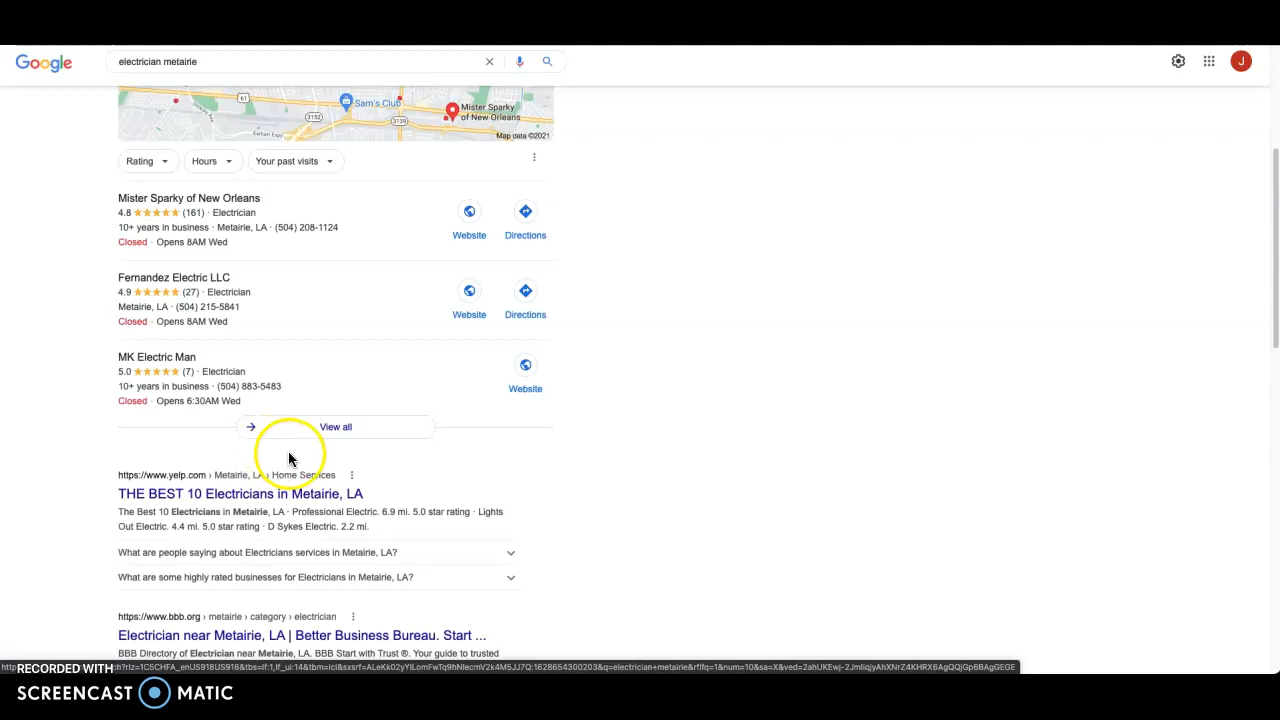 Google
electrician metairie
J
61
Sam's Club
3152
3139
Mister Sparky
of New Orleans
Earhart Expy
Map data ©2021
Rating
Hours
Your past visits
Mister Sparky of New Orleans
4.8 (161) · Electrician
10+ years in business · Metairie, LA · (504) 208-1124
Closed · Opens 8AM Wed
Website
Directions
Fernandez Electric LLC
4.9 (27) · Electrician
Metairie, LA · (504) 215-5841
Closed · Opens 8AM Wed
Website
Directions
MK Electric Man
5.0 (7) · Electrician
10+ years in business · (504) 883-5483
Closed · Opens 6:30AM Wed
Website
View all
https://www.yelp.com › Metairie, LA › Home Services
THE BEST 10 Electricians in Metairie, LA
The Best 10 Electricians in Metairie, LA · Professional Electric. 6.9 mi. 5.0 star rating · Lights
Out Electric. 4.4 mi. 5.0 star rating · D Sykes Electric. 2.2 mi.
What are people saying about Electricians services in Metairie, LA?
What are some highly rated businesses for Electricians in Metairie, LA?
https://www.bbb.org › metairie › category › electrician
Electrician near Metairie, LA | Better Business Bureau. Start ...
BBB Directory of Electrician near Metairie, LA. BBB Start with Trust ®. Your guide to trusted
RECORDED WITH
SCREENCAST MATIC